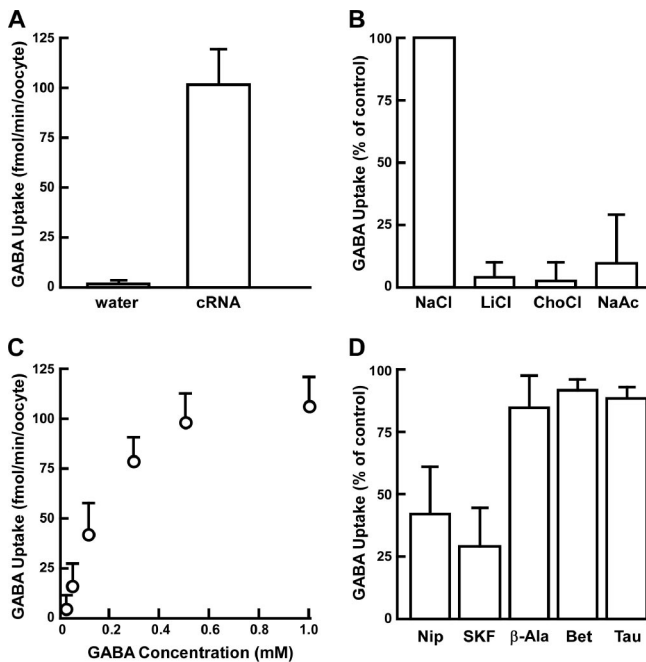 A
GABA Uptake (fmol/min/oocyte)
125
100
75
50
25
0
water
cRNA
B
GABA Uptake (% of control)
100
75
50
25
0
NaCl
LiCl
ChoCl
NaAc
C
GABA Uptake (fmol/min/oocyte)
125
100
75
50
25
0
0
0.2
0.4
0.6
0.8
1.0
GABA Concentration (mM)
D
GABA Uptake (% of control)
100
75
50
25
0
Nip
SKF
β-Ala
Bet
Tau